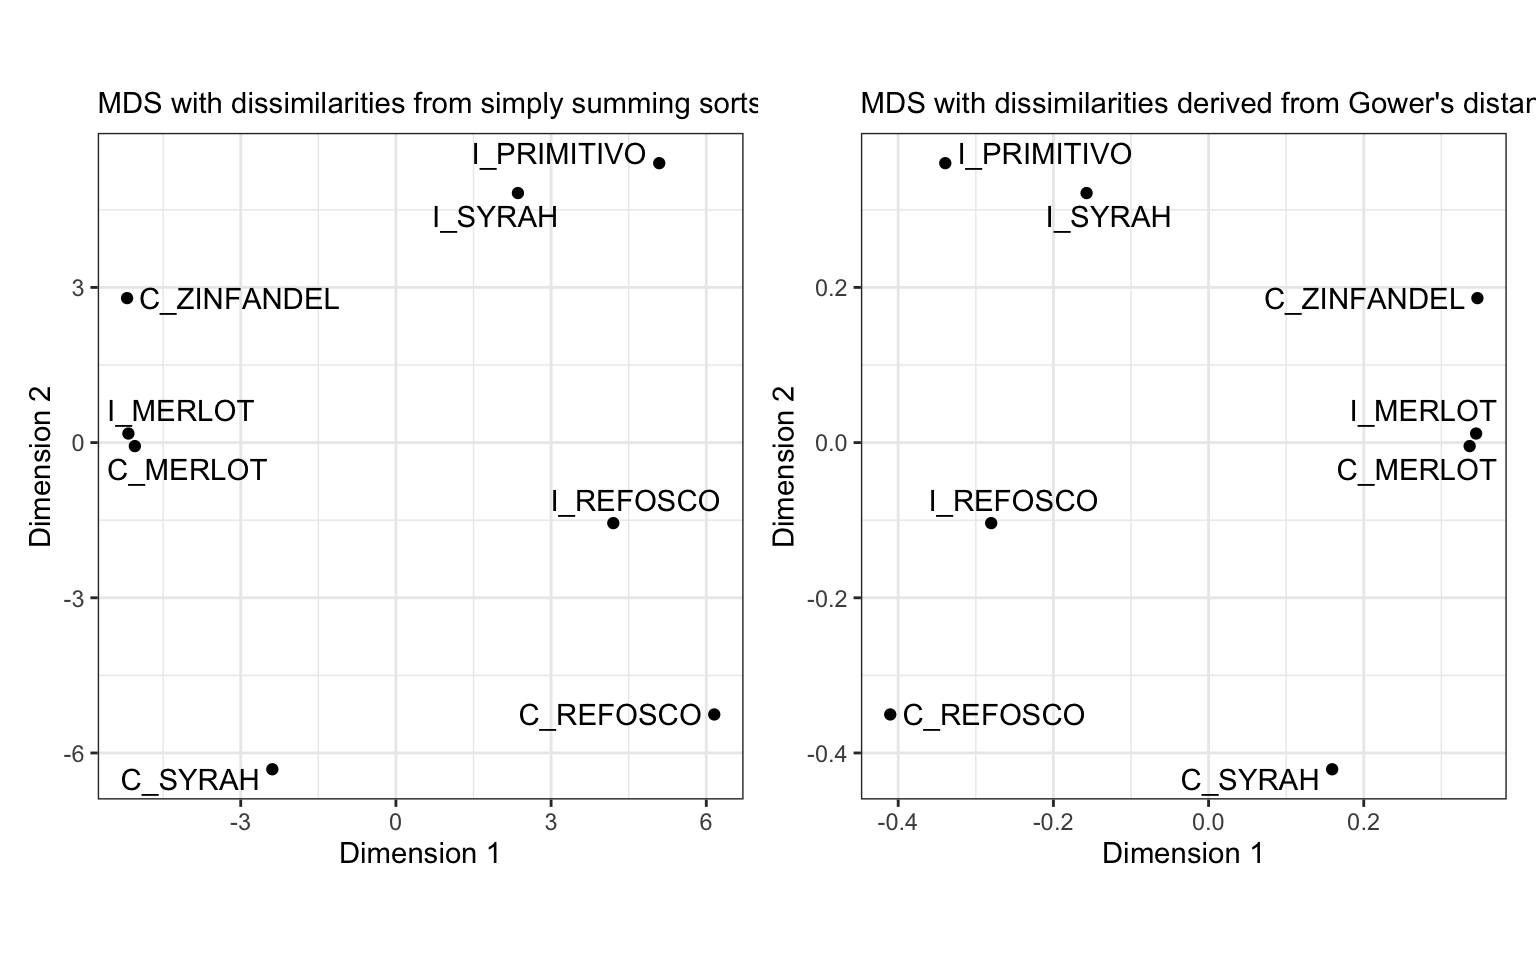 MDS with dissimilarities from simply summing sorts
I_PRIMITIVO
I_SYRAH
C_ZINFANDEL
I_MERLOT
C_MERLOT
I_REFOSCO
C_REFOSCO
C_SYRAH
3
0
-3
-6
-3
0
3
6
Dimension 1
Dimension 2
MDS with dissimilarities derived from Gower's distan
I_PRIMITIVO
I_SYRAH
C_ZINFANDEL
I_MERLOT
C_MERLOT
I_REFOSCO
C_REFOSCO
C_SYRAH
0.2
0.0
-0.2
-0.4
-0.4
-0.2
0.0
0.2
Dimension 1
Dimension 2